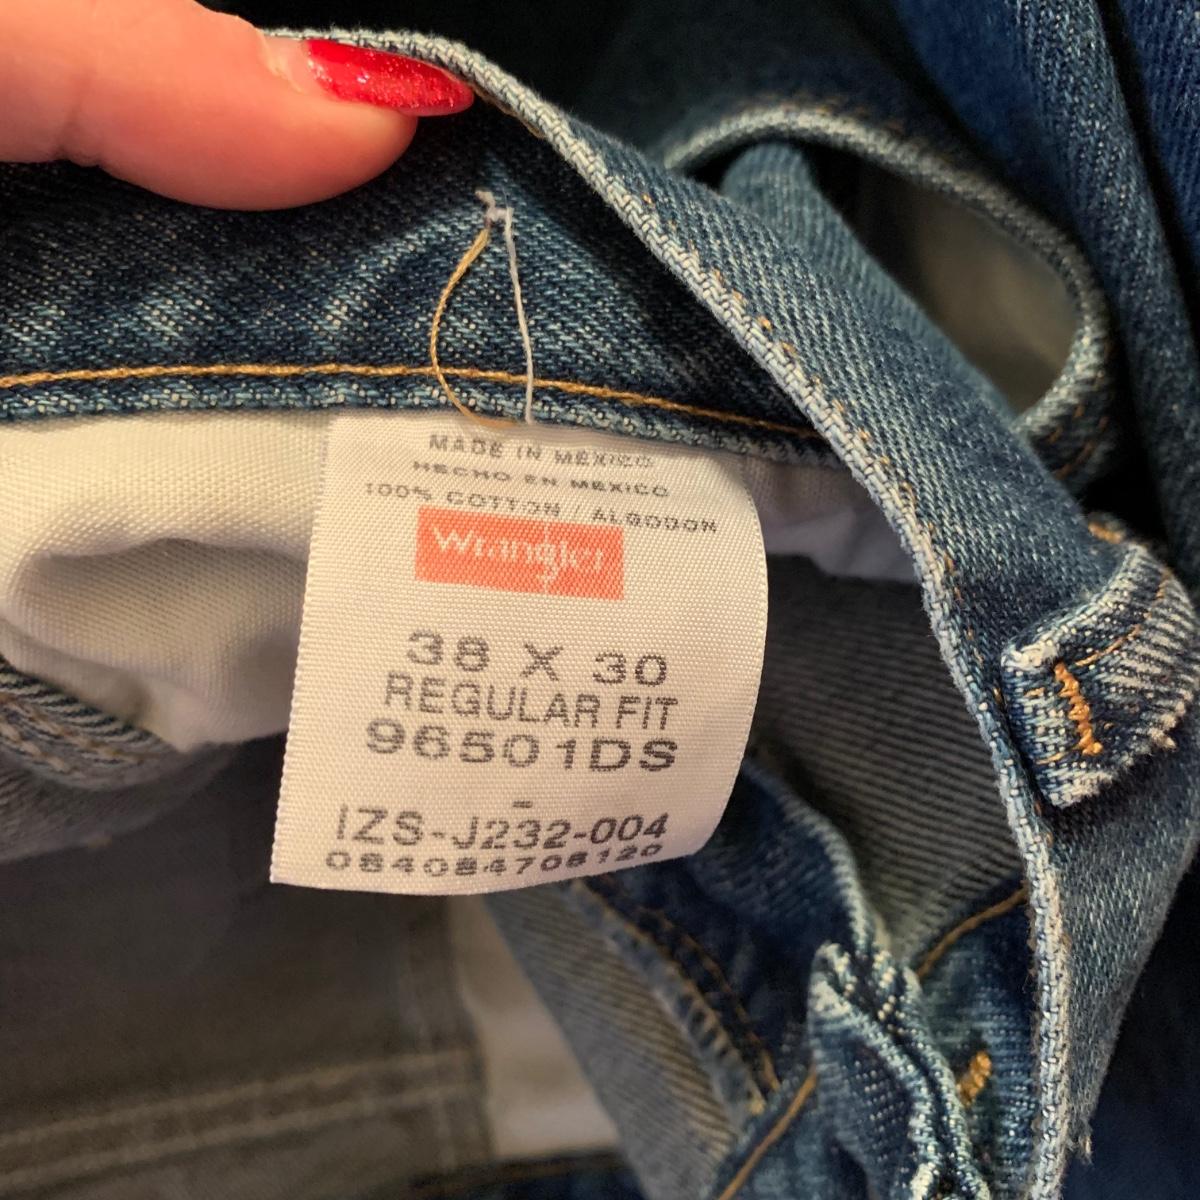 MADE IN MEXICO
HECHO EN MEXICO
100% COTTON / ALGODON
Wrangler
38 X 30
REGULAR FIT
96501DS
-
IZS-J232-004
084084708120